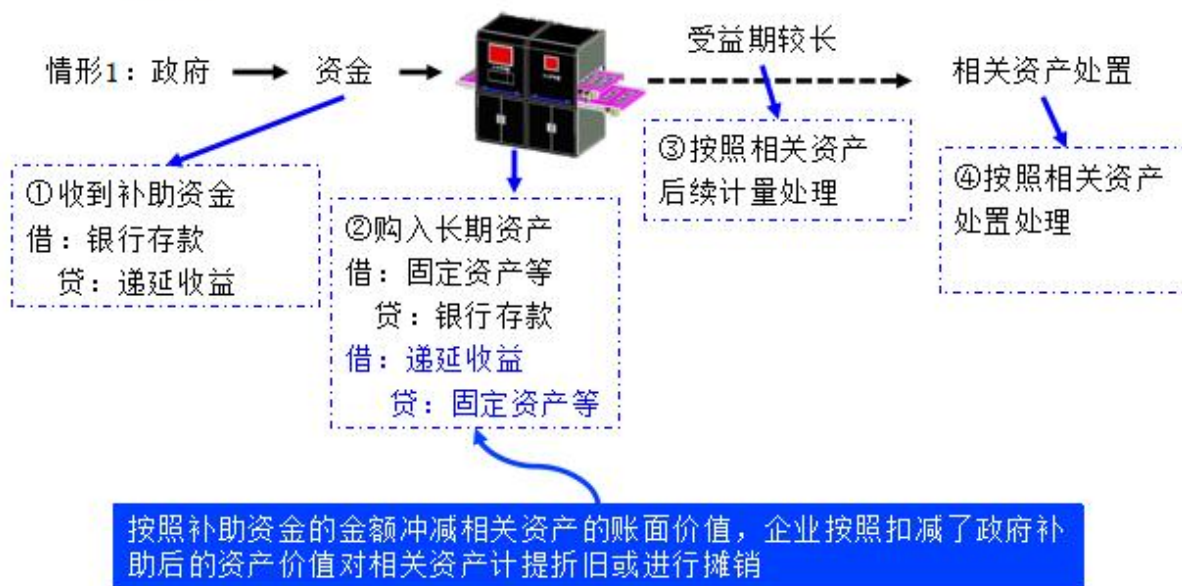 情形1：政府
资金
受益期较长
相关资产处置
①收到补助资金
借：银行存款
贷：递延收益
②购入长期资产
借：固定资产等
贷：银行存款
借：递延收益
贷：固定资产等
③按照相关资产
后续计量处理
④按照相关资产
处置处理
按照补助资金的金额冲减相关资产的账面价值，企业按照扣减了政府补
助后的资产价值对相关资产计提折旧或进行摊销